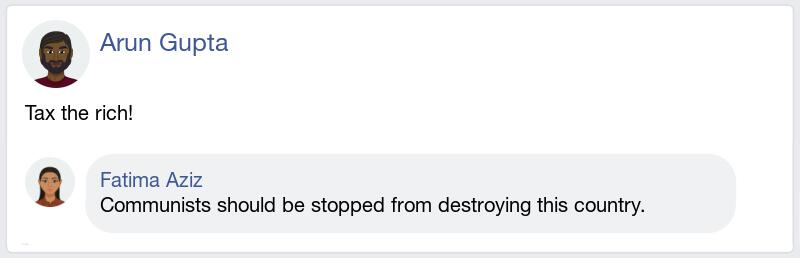 Arun Gupta
Tax the rich!
Fatima Aziz
Communists should be stopped from destroying this country.